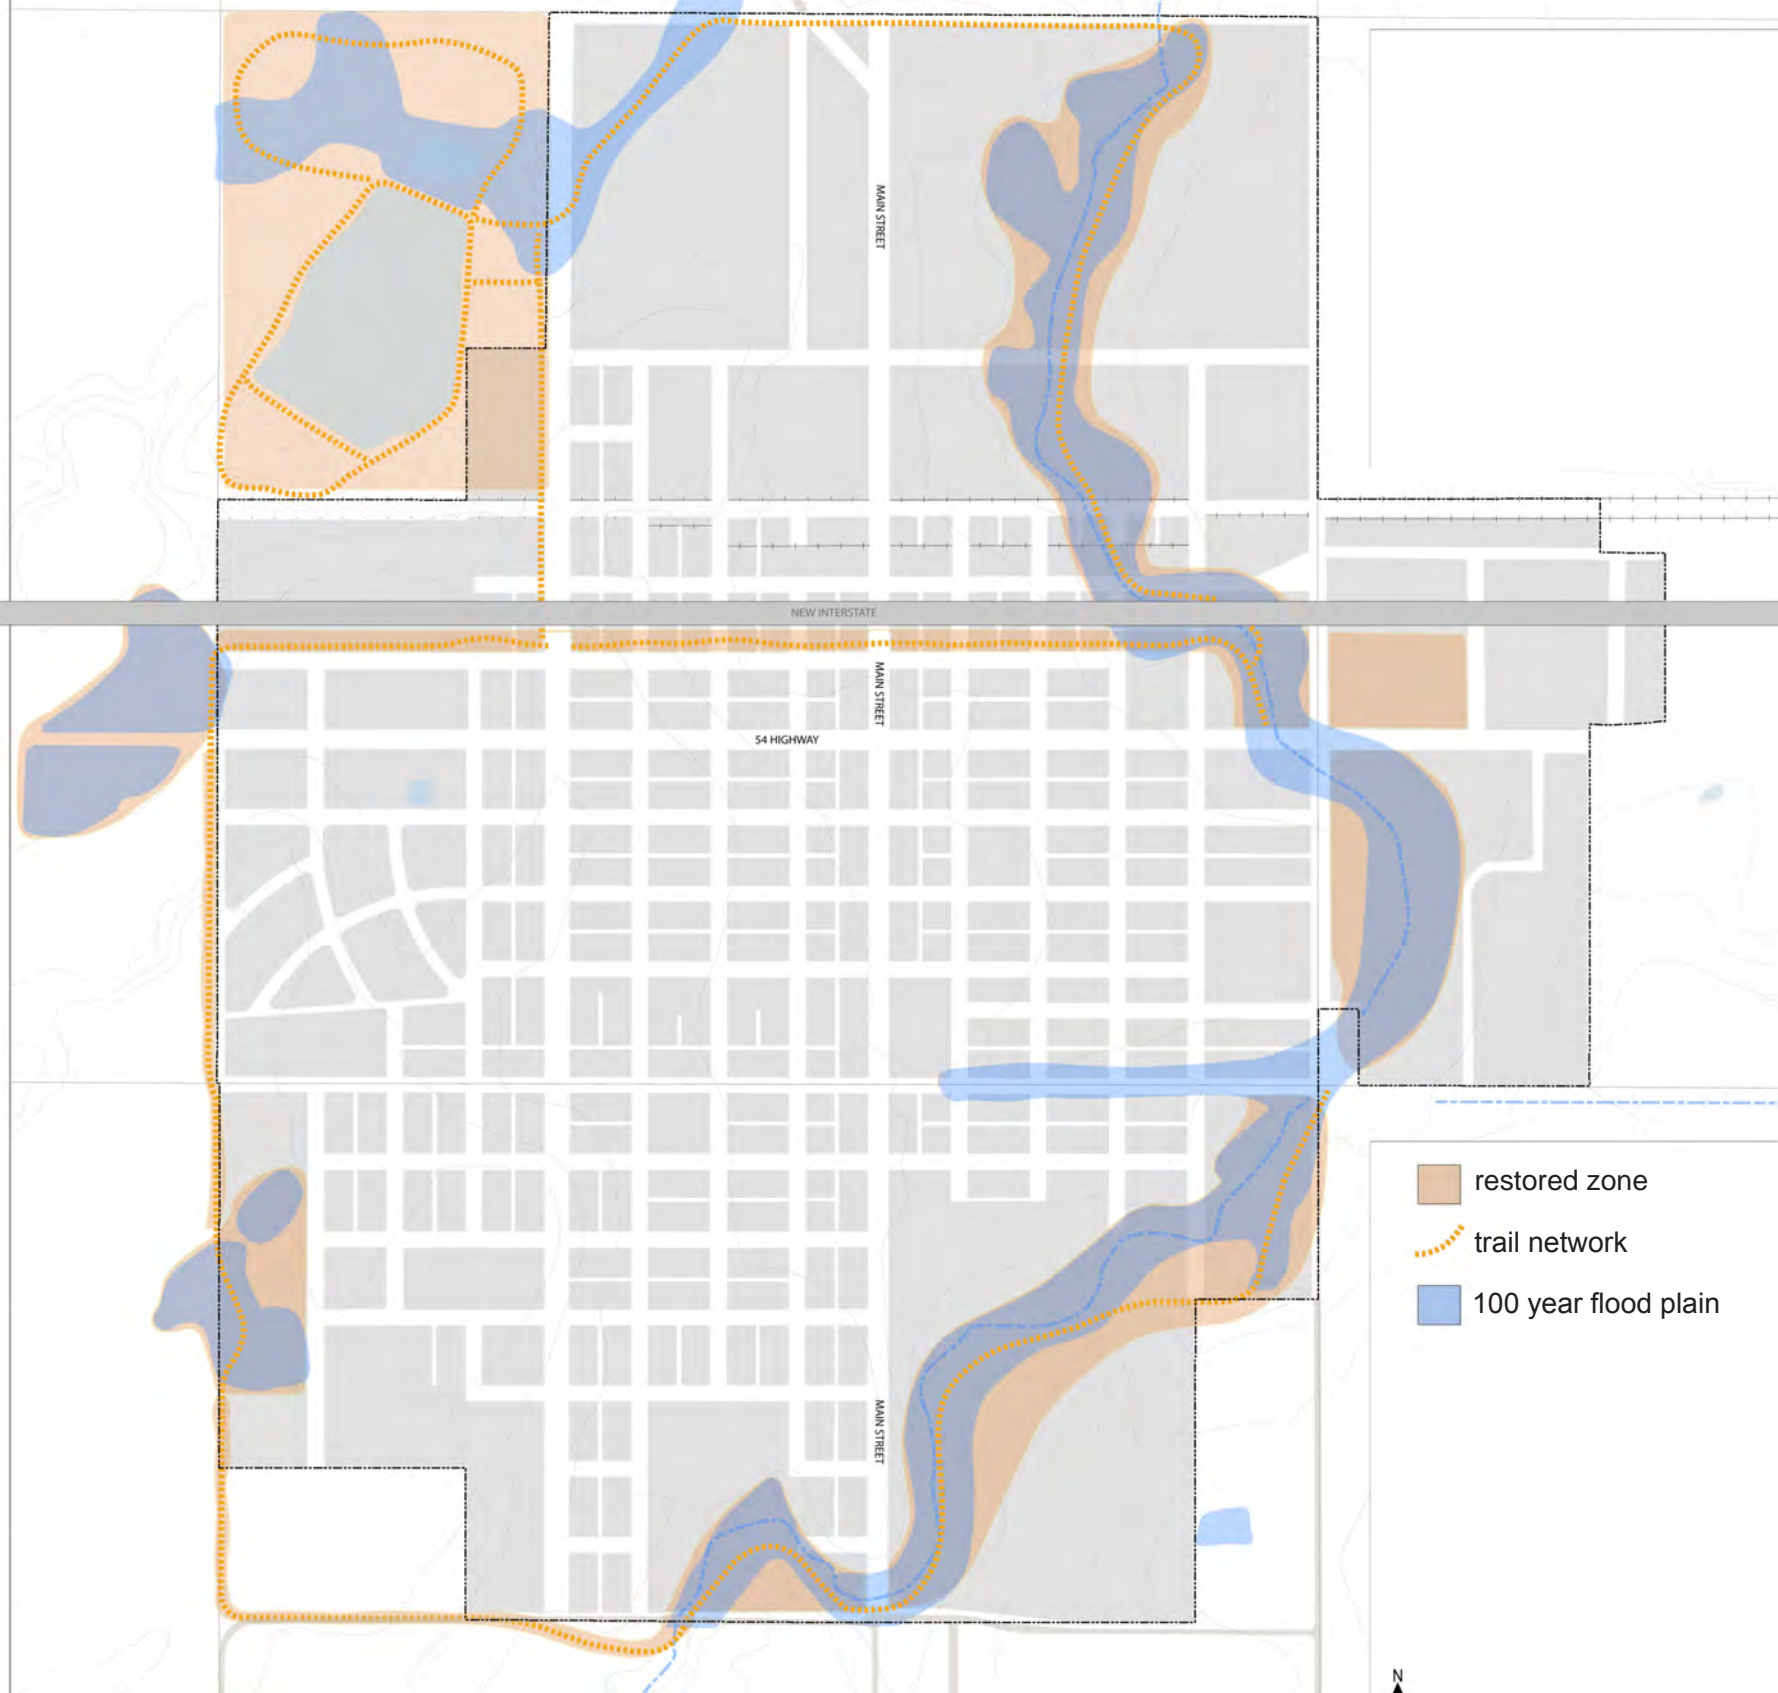 MAIN STREET
NEW INTERSTATE
MAIN STREET
54 HIGHWAY
restored zone
trail network
100 year flood plain
MAIN STREET
N